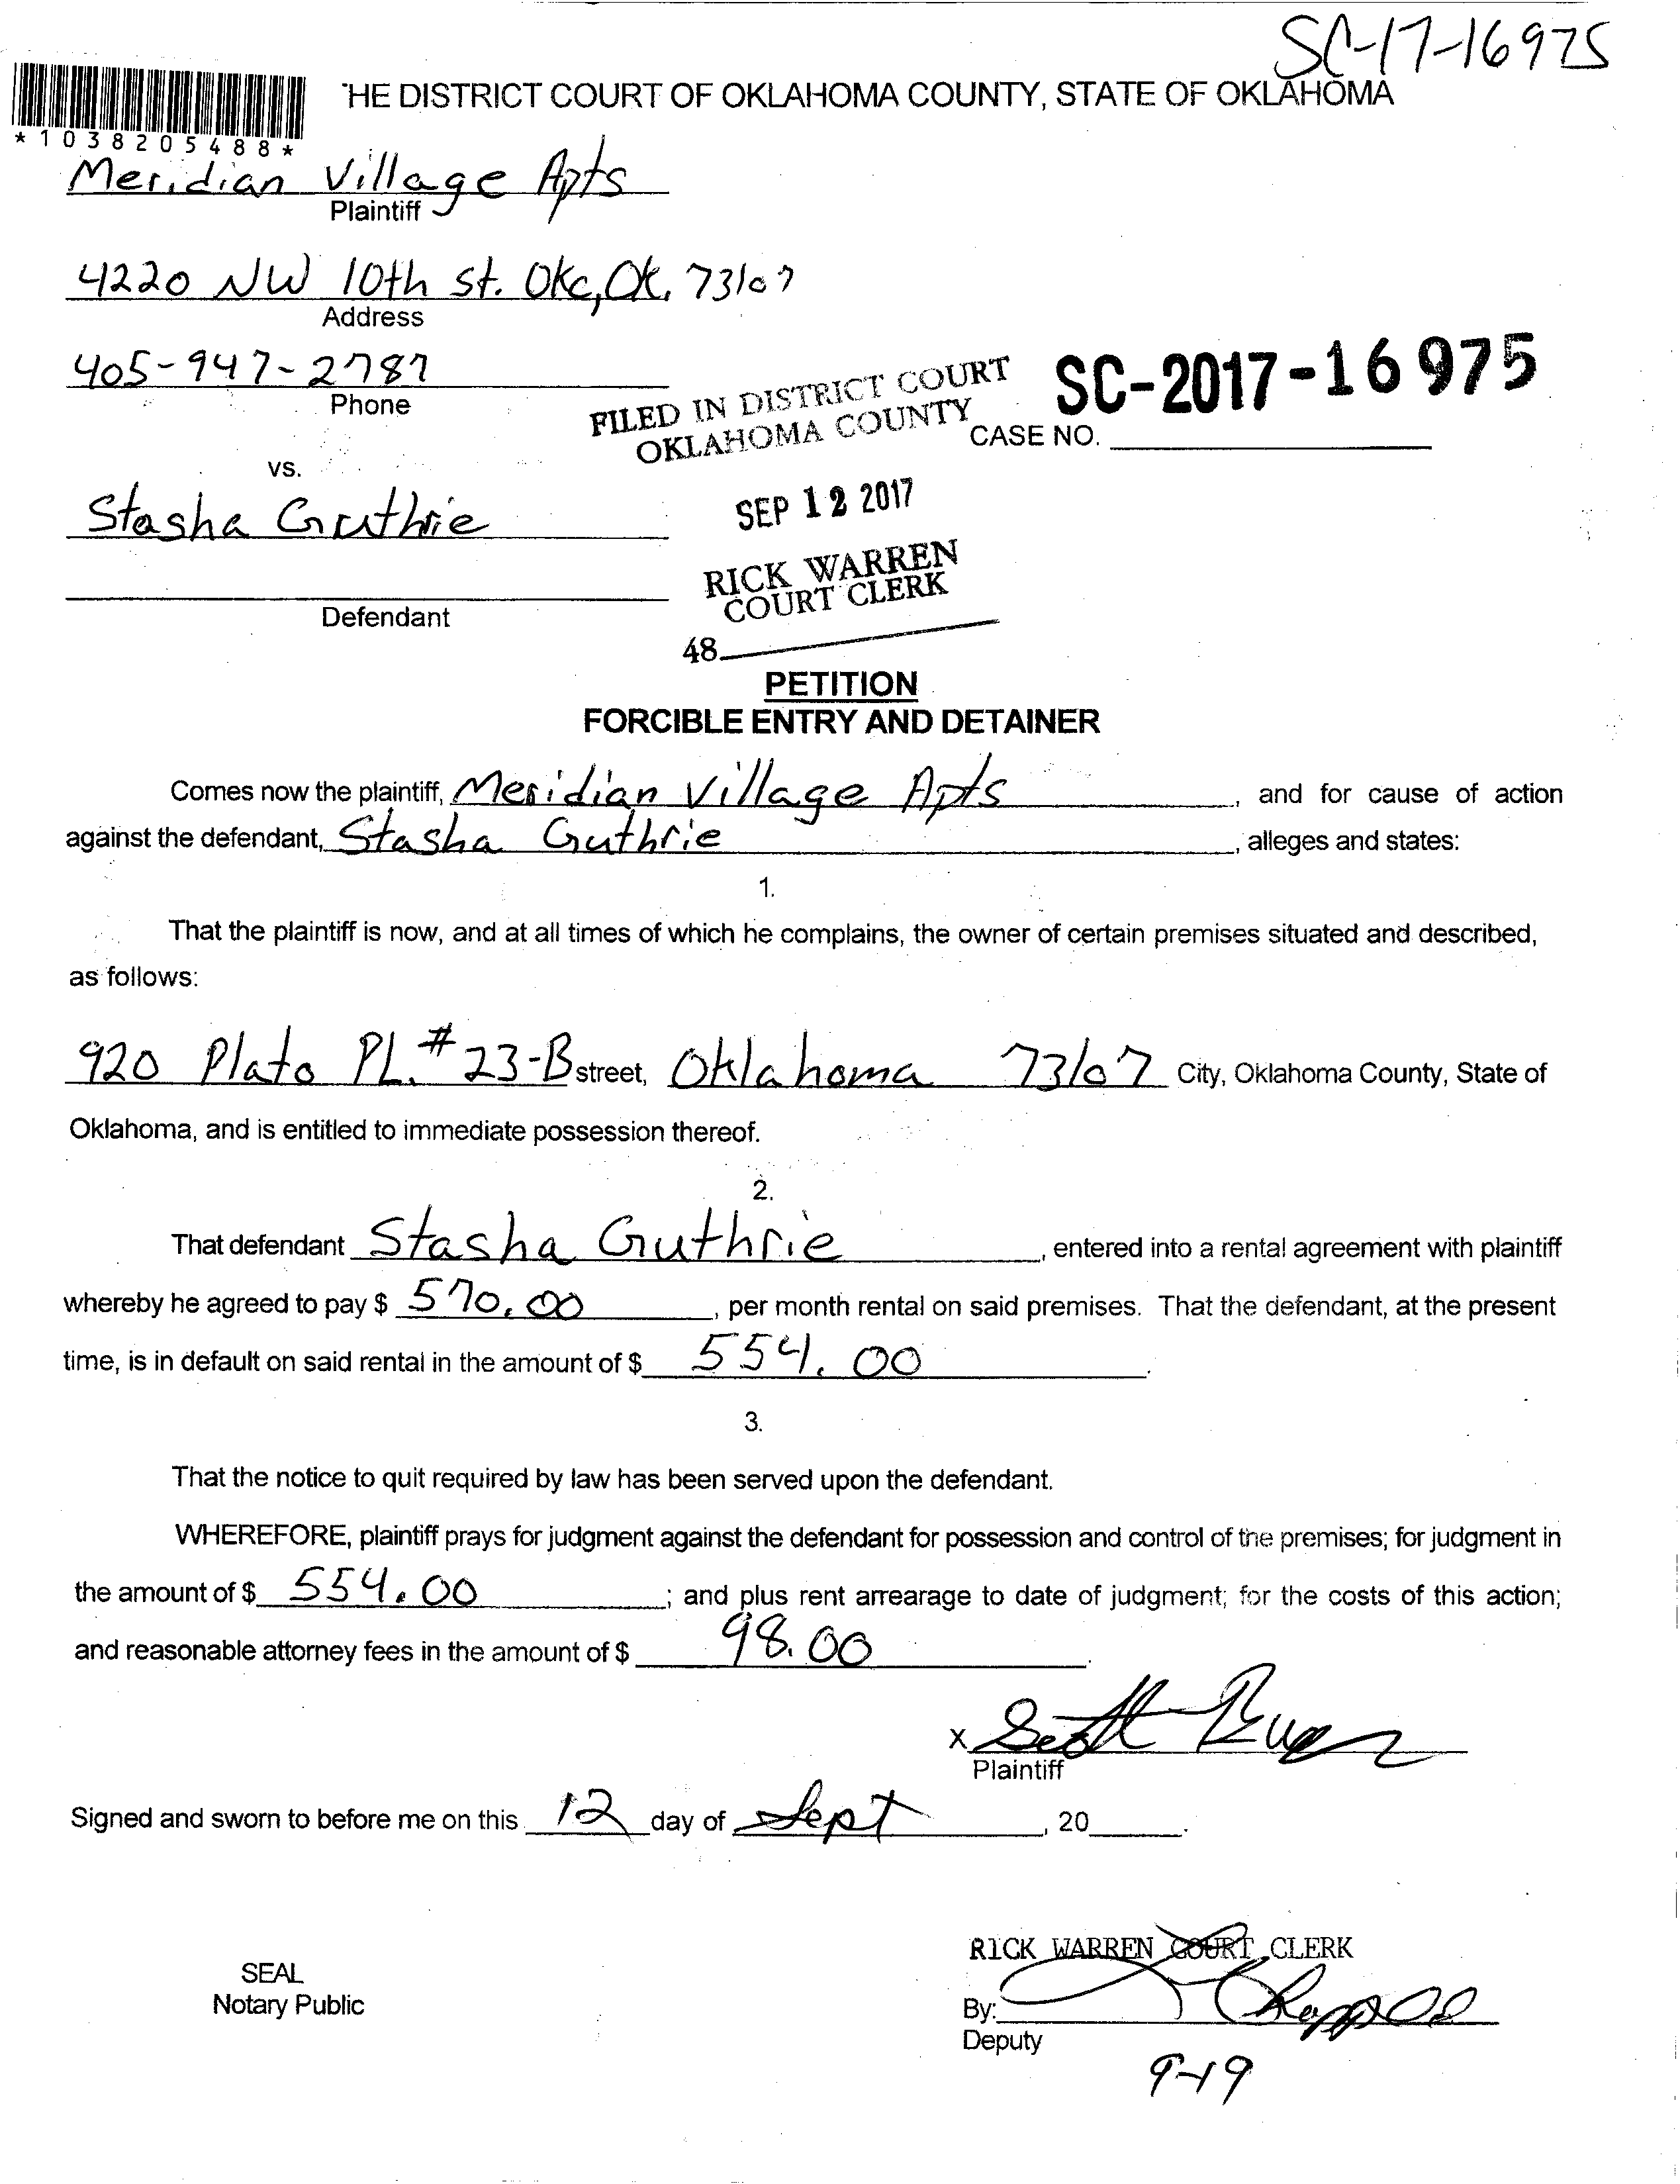 SC-17-16975
*1038205488*
'HE DISTRICT COURT OF OKLAHOMA COUNTY, STATE OF OKLAHOMA
Meridian Village Apts
Plaintiff
4220 NW 10th st. Okc, Ok. 73107
Address
405-947-2787
Phone
FILED IN DISTRICT COURT
OKLAHOMA COUNTY
SC-2017-16975
CASE NO.
vs.
Stasha Guthrie
SEP 12 2017
RICK WARREN
COURT CLERK
Defendant
48
PETITION
FORCIBLE ENTRY AND DETAINER
Comes now the plaintiff, Meridian Village Apts, and for cause of action
against the defendant, Stasha Guthrie, alleges and states:
1.
That the plaintiff is now, and at all times of which he complains, the owner of certain premises situated and described,
as follows:
920 Plato PL. #23-B street, Oklahoma 73107 City, Oklahoma County, State of
Oklahoma, and is entitled to immediate possession thereof.
2.
That defendant Stasha Guthrie, entered into a rental agreement with plaintiff
whereby he agreed to pay $ 570.00, per month rental on said premises. That the defendant, at the present
time, is in default on said rental in the amount of $ 554.00.
3.
That the notice to quit required by law has been served upon the defendant.
WHEREFORE, plaintiff prays for judgment against the defendant for possession and control of the premises; for judgment in
the amount of $ 554.00; and plus rent arrearage to date of judgment; for the costs of this action;
and reasonable attorney fees in the amount of $ 98.00.
X
Plaintiff
Signed and sworn to before me on this 12 day of Sept, 20.
RICK WARREN COURT CLERK
SEAL
Notary Public
By:
Deputy
9-19